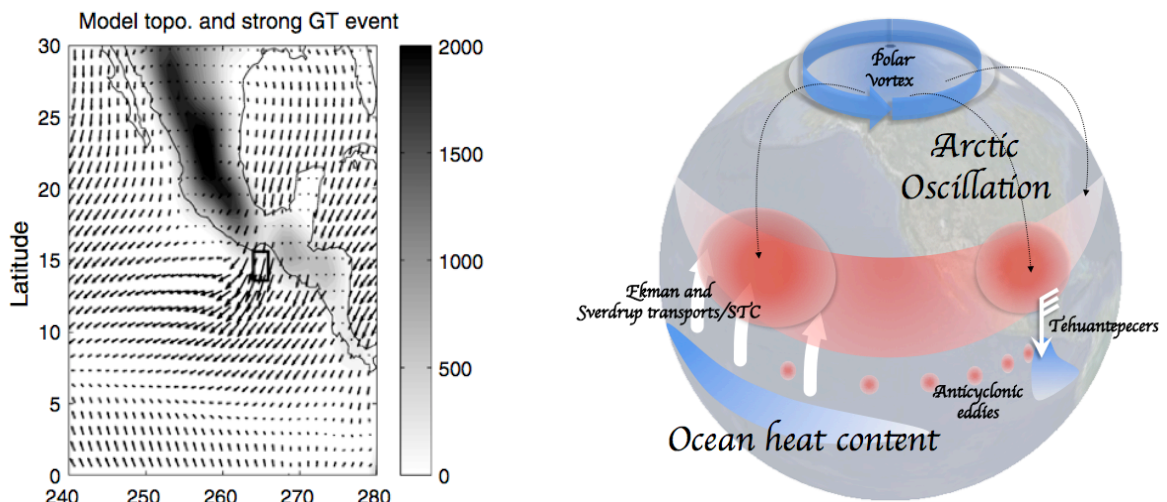 Model topo. and strong GT event
30
25
20
15
10
5
0
Latitude
240
250
260
270
280
2000
1500
1000
500
0
Polar
vortex
Arctic
Oscillation
Ekman and
Sverdrup transports/STC
Tehuantepecers
Anticyclonic
eddies
Ocean heat content